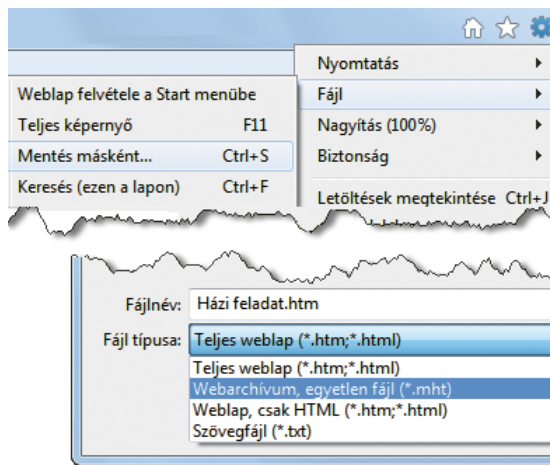 Nyomtatás
Fájl
Nagyítás (100%)
Biztonság
Letöltések megtekintése Ctrl+J
Weblap felvétele a Start menübe
Teljes képernyő F11
Mentés másként... Ctrl+S
Keresés (ezen a lapon) Ctrl+F
Fájlnév: Házi feladat.htm
Fájl típusa: Teljes weblap (*.htm;*.html)
Teljes weblap (*.htm;*.html)
Webarchívum, egyetlen fájl (*.mht)
Weblap, csak HTML (*.htm;*.html)
Szövegfájl (*.txt)